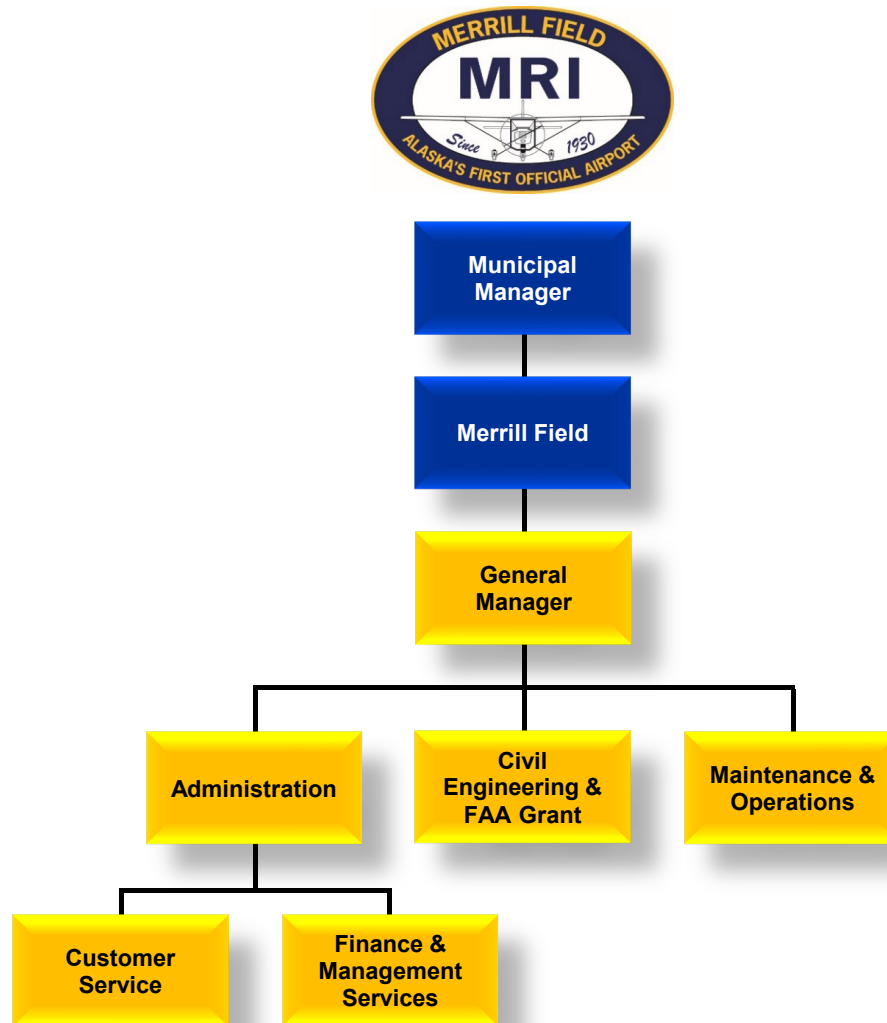 MERRILL FIELD
MRI
Since 1930
ALASKA'S FIRST OFFICIAL AIRPORT
Municipal
Manager
Merrill Field
General
Manager
Administration
Civil
Engineering &
FAA Grant
Maintenance &
Operations
Customer
Service
Finance &
Management
Services